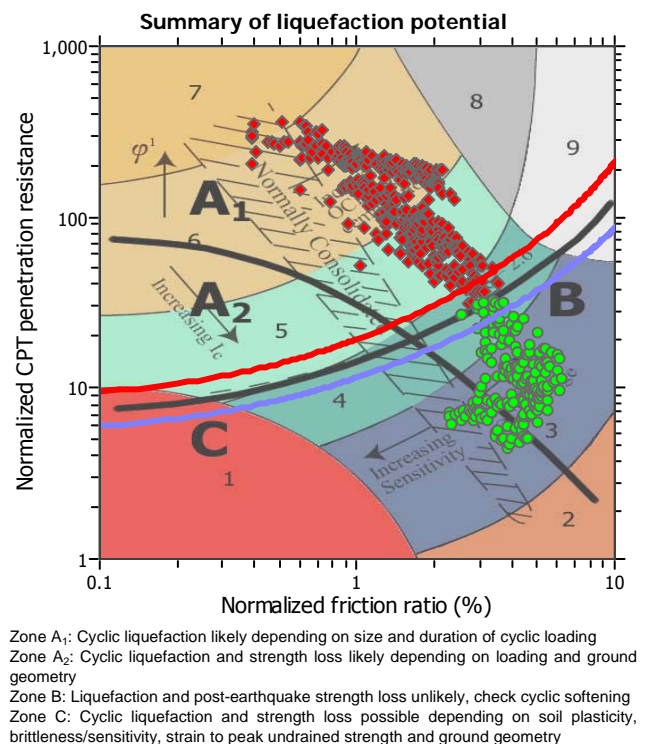 Summary of liquefaction potential
1,000
7
8
9
φ¹
Normally Consolidated
A₁
100
6
2.6
A₂
Increasing Ic
B
5
10
4
C
3
Increasing
Sensitivity
1
2
1
0.1
1
10
Normalized CPT penetration resistance
Normalized friction ratio (%)
Zone A₁: Cyclic liquefaction likely depending on size and duration of cyclic loading
Zone A₂: Cyclic liquefaction and strength loss likely depending on loading and ground
geometry
Zone B: Liquefaction and post-earthquake strength loss unlikely, check cyclic softening
Zone C: Cyclic liquefaction and strength loss possible depending on soil plasticity,
brittleness/sensitivity, strain to peak undrained strength and ground geometry